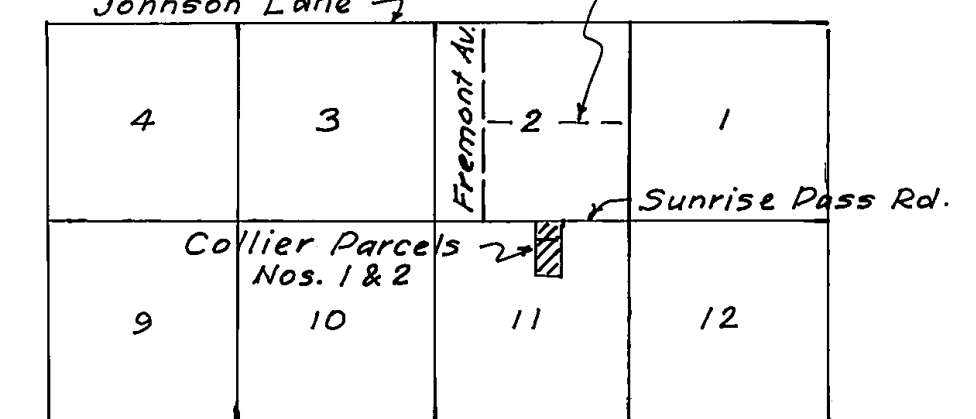 Johnson Lane
Fremont Av.
4
3
2
1
Sunrise Pass Rd.
Collier Parcels
Nos. 1 & 2
9
10
11
12